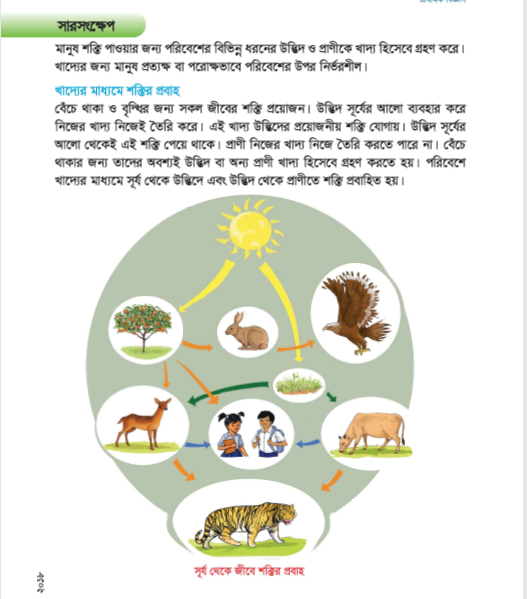 সারসংক্ষেপ
মানুষ শক্তি পাওয়ার জন্য পরিবেশের বিভিন্ন ধরনের উদ্ভিদ ও প্রাণীকে খাদ্য হিসেবে গ্রহণ করে।
খাদ্যের জন্য মানুষ প্রত্যক্ষ বা পরোক্ষভাবে পরিবেশের উপর নির্ভরশীল।
খাদ্যের মাধ্যমে শক্তির প্রবাহ
বেঁচে থাকা ও বৃদ্ধির জন্য সকল জীবের শক্তি প্রয়োজন। উদ্ভিদ সূর্যের আলো ব্যবহার করে
নিজের খাদ্য নিজেই তৈরি করে। এই খাদ্য উদ্ভিদের প্রয়োজনীয় শক্তি যোগায়। উদ্ভিদ সূর্যের
আলো থেকেই এই শক্তি পেয়ে থাকে। প্রাণী নিজের খাদ্য নিজে তৈরি করতে পারে না। বেঁচে
থাকার জন্য তাদের অবশ্যই উদ্ভিদ বা অন্য প্রাণী খাদ্য হিসেবে গ্রহণ করতে হয়। পরিবেশে
খাদ্যের মাধ্যমে সূর্য থেকে উদ্ভিদে এবং উদ্ভিদ থেকে প্রাণীতে শক্তি প্রবাহিত হয়।
সূর্য থেকে জীবে শক্তির প্রবাহ
২০১৮